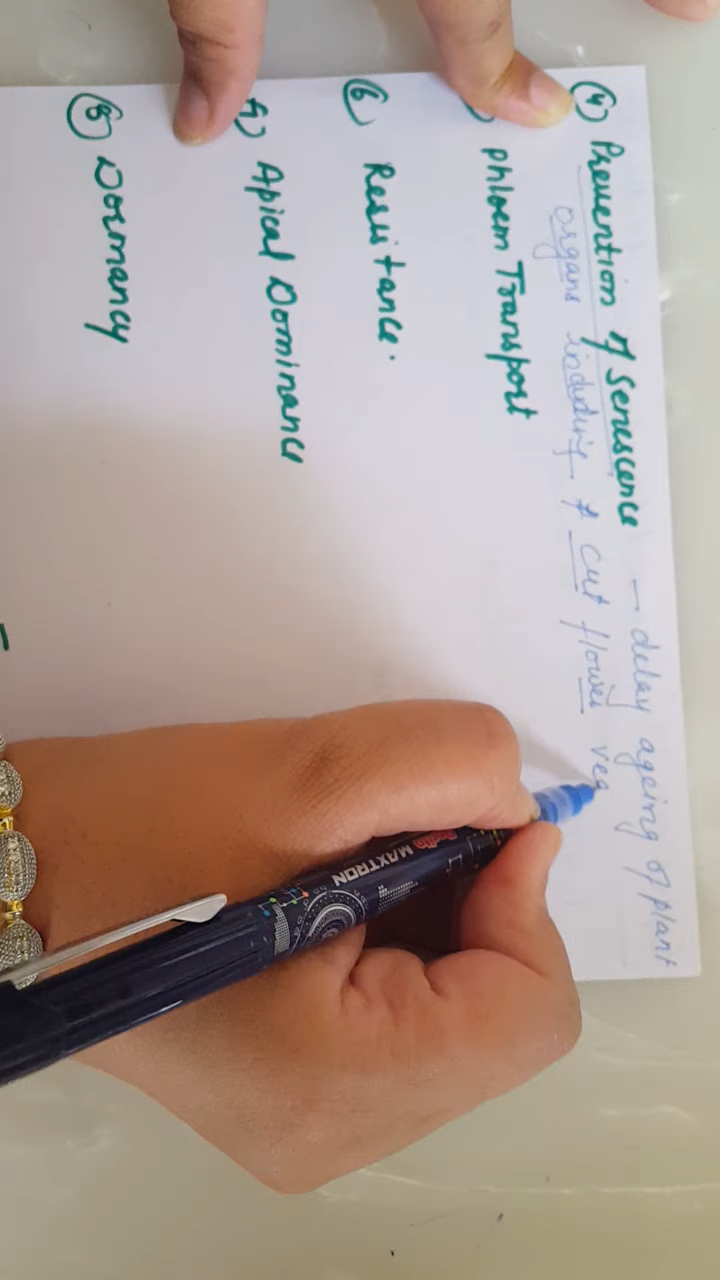 (4) Prevention of Senescence – delay ageing of plant
organs including of cut flower veg
phloem Transport
(6) Resistance.
(7) Apical Dominance
(8) Dormancy
MAXTRON